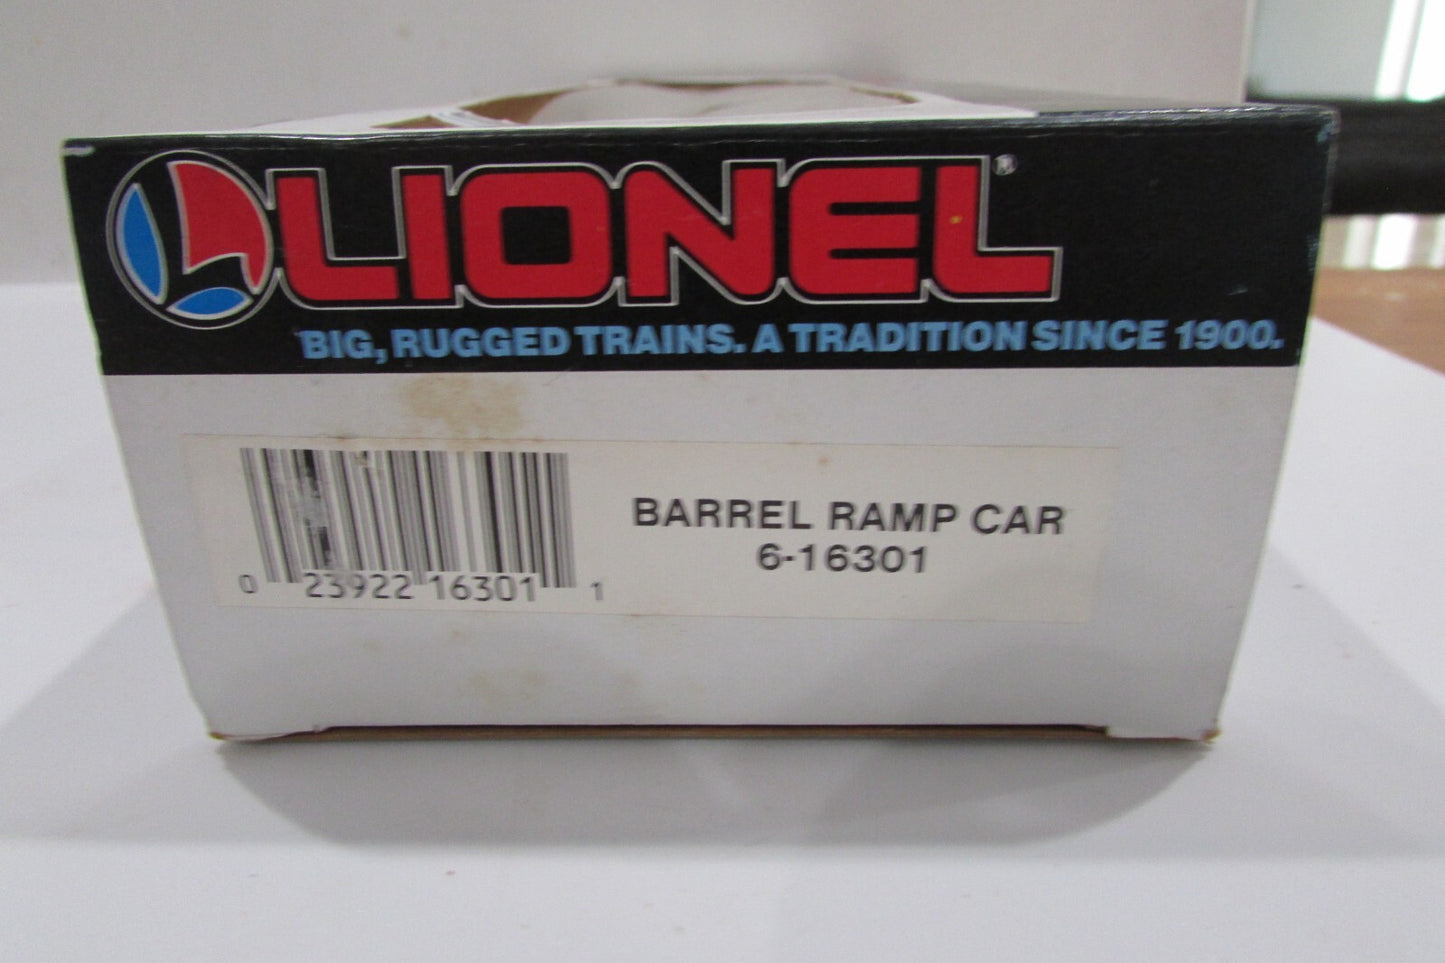 LIONEL®
BIG, RUGGED TRAINS. A TRADITION SINCE 1900.
BARREL RAMP CAR
6-16301
0 23922 16301 1